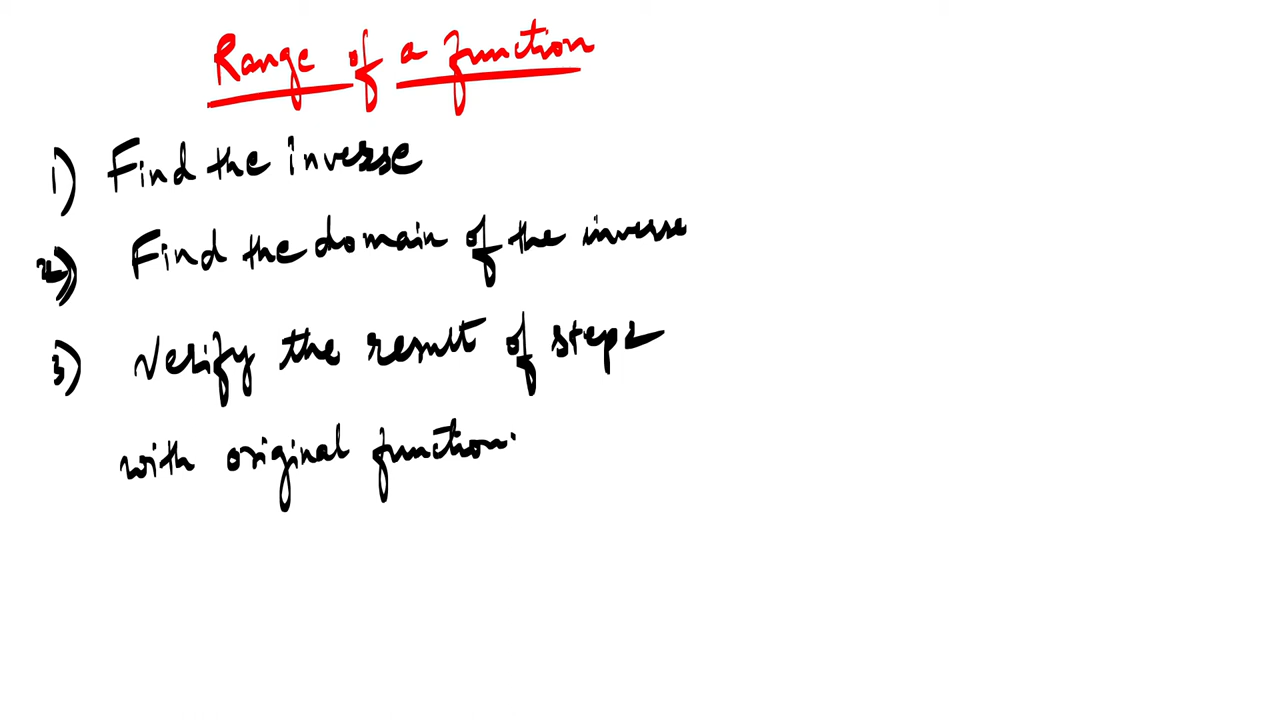 Range of a function
1) Find the inverse
2) Find the domain of the inverse
3) Verify the result of step 2
with original function.